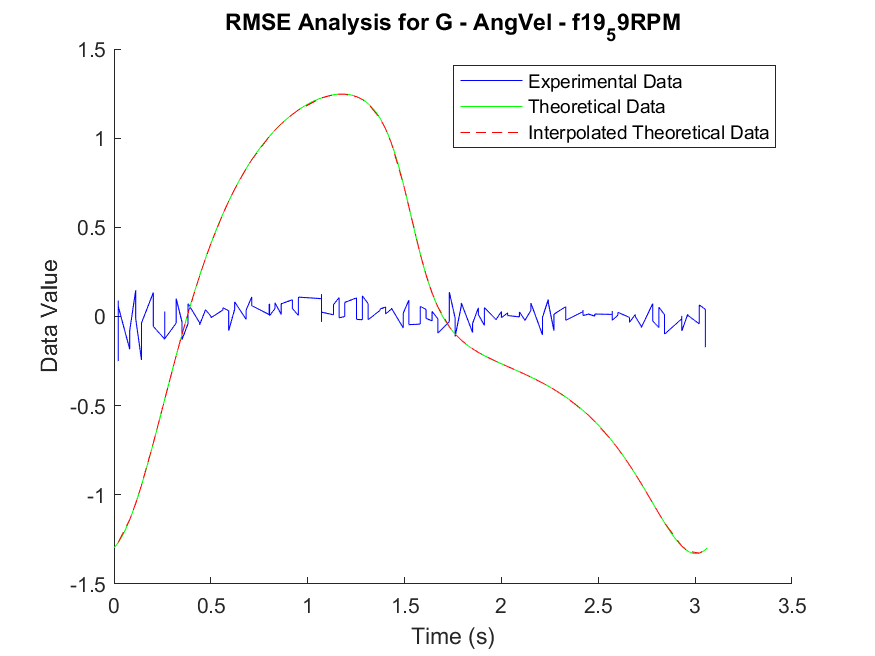 RMSE Analysis for G - AngVel - f19₅9RPM
Experimental Data
Theoretical Data
Interpolated Theoretical Data
1.5
1
0.5
0
-0.5
-1
-1.5
Data Value
0 0.5 1 1.5 2 2.5 3 3.5
Time (s)